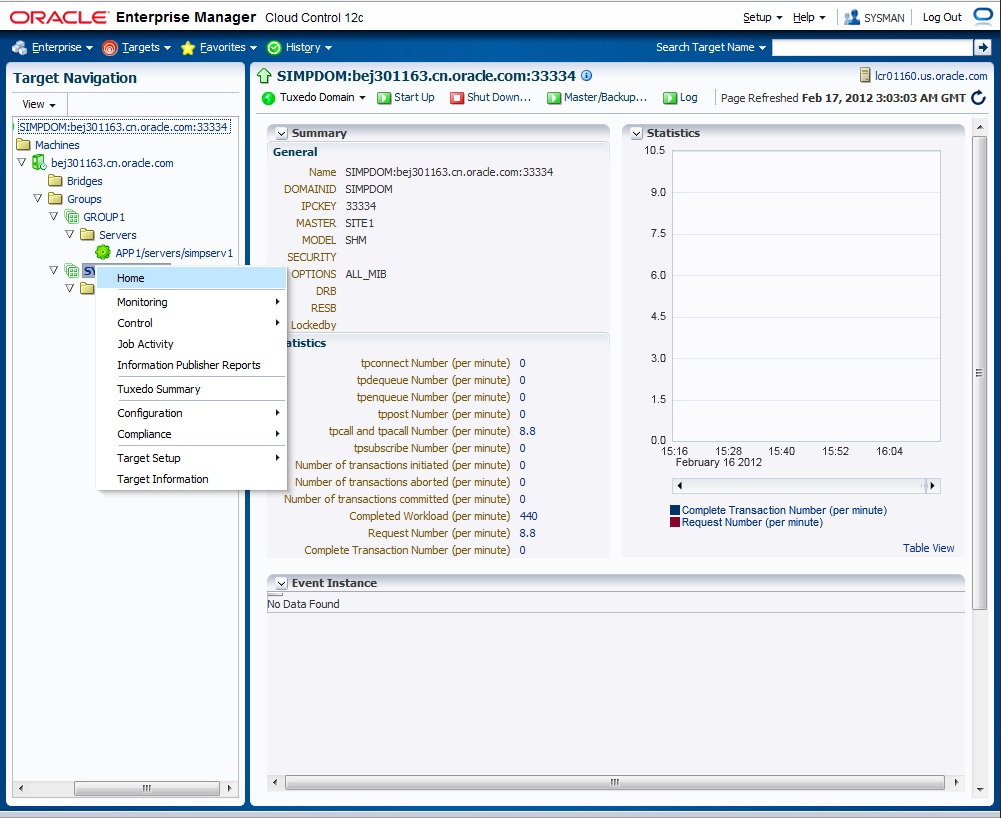 ORACLE Enterprise Manager Cloud Control 12c
Setup Help SYSMAN Log Out
Enterprise Targets Favorites History Search Target Name
Target Navigation
View
SIMPDOM:bej301163.cn.oracle.com:33334
Machines
bej301163.cn.oracle.com
Bridges
Groups
GROUP1
Servers
APP1/servers/simpserv1
Home
Monitoring
Control
Job Activity
Information Publisher Reports
Tuxedo Summary
Configuration
Compliance
Target Setup
Target Information
SIMPDOM:bej301163.cn.oracle.com:33334
lcr01160.us.oracle.com
Tuxedo Domain Start Up Shut Down... Master/Backup... Log Page Refreshed Feb 17, 2012 3:03:03 AM GMT
Summary
General
Name SIMPDOM:bej301163.cn.oracle.com:33334
DOMAINID SIMPDOM
IPCKEY 33334
MASTER SITE1
MODEL SHM
SECURITY
OPTIONS ALL_MIB
DRB
RESB
Lockedby
atistics
tpconnect Number (per minute) 0
tpdequeue Number (per minute) 0
tpenqueue Number (per minute) 0
tppost Number (per minute) 0
tpcall and tpacall Number (per minute) 8.8
tpsubscribe Number (per minute) 0
Number of transactions initiated (per minute) 0
Number of transactions aborted (per minute) 0
Number of transactions committed (per minute) 0
Completed Workload (per minute) 440
Request Number (per minute) 8.8
Complete Transaction Number (per minute) 0
Statistics
10.5
9.0
7.5
6.0
4.5
3.0
1.5
0.0
15:16 15:28 15:40 15:52 16:04
February 16 2012
Complete Transaction Number (per minute)
Request Number (per minute)
Table View
Event Instance
No Data Found